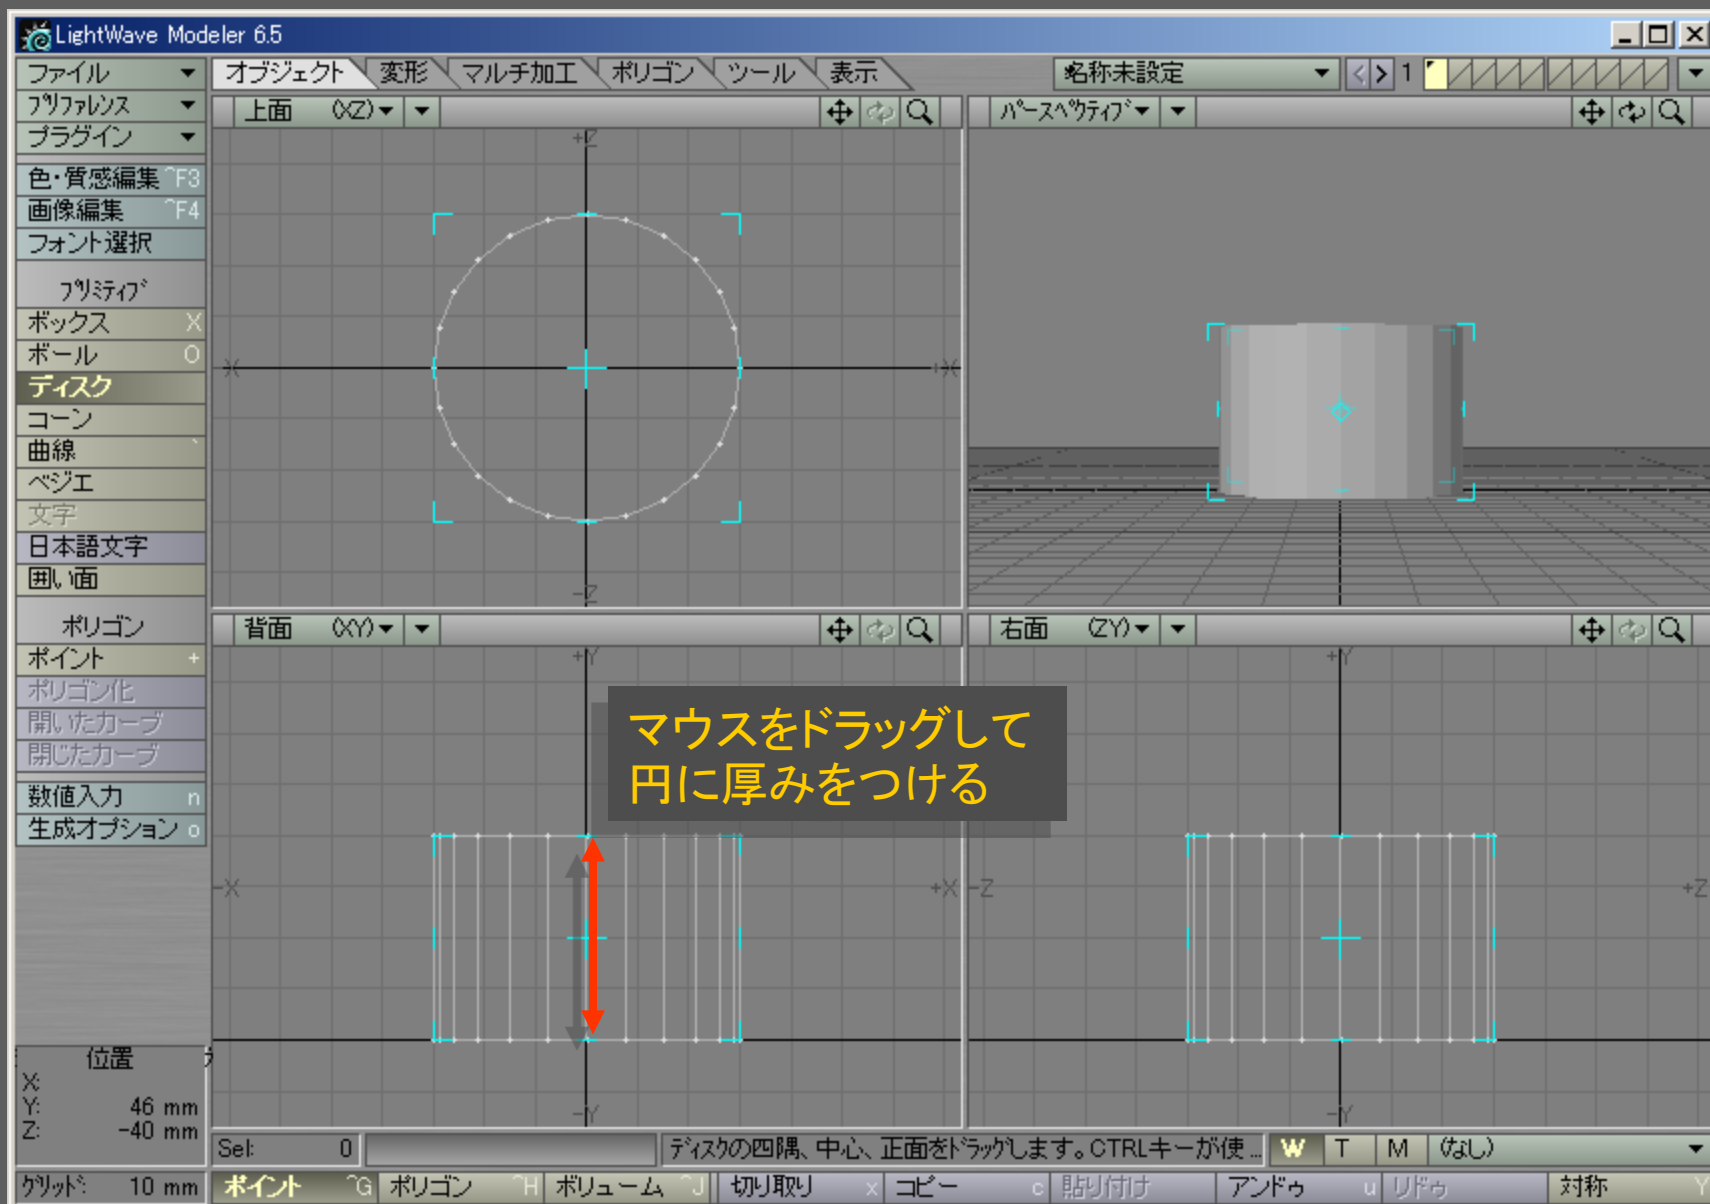 LightWave Modeler 6.5
ファイル
オブジェクト 変形 マルチ加工 ポリゴン ツール 表示 名称未設定 < > 1
プリファレンス
上面 (XZ) パースペクティブ
プラグイン
+Z
色・質感編集 ^F3
画像編集 ^F4
フォント選択
プリミティブ
ボックス X
ボール O
-X +X
ディスク
コーン
曲線 `
ベジエ
文字
日本語文字
囲い面
-Z
ポリゴン
背面 (XY) 右面 (ZY)
ポイント +
+Y +Y
ポリゴン化
開いたカーブ
閉じたカーブ
マウスをドラッグして
円に厚みをつける
数値入力 n
生成オプション o
-X +X -Z +Z
位置
X:
Y: 46 mm
Z: -40 mm
-Y -Y
Sel: 0 ディスクの四隅、中心、正面をドラッグします。CTRLキーが使... W T M (なし)
グリッド: 10 mm ポイント ^G ポリゴン ^H ボリューム ^J 切り取り x コピー c 貼り付け アンドゥ u リドゥ 対称 Y